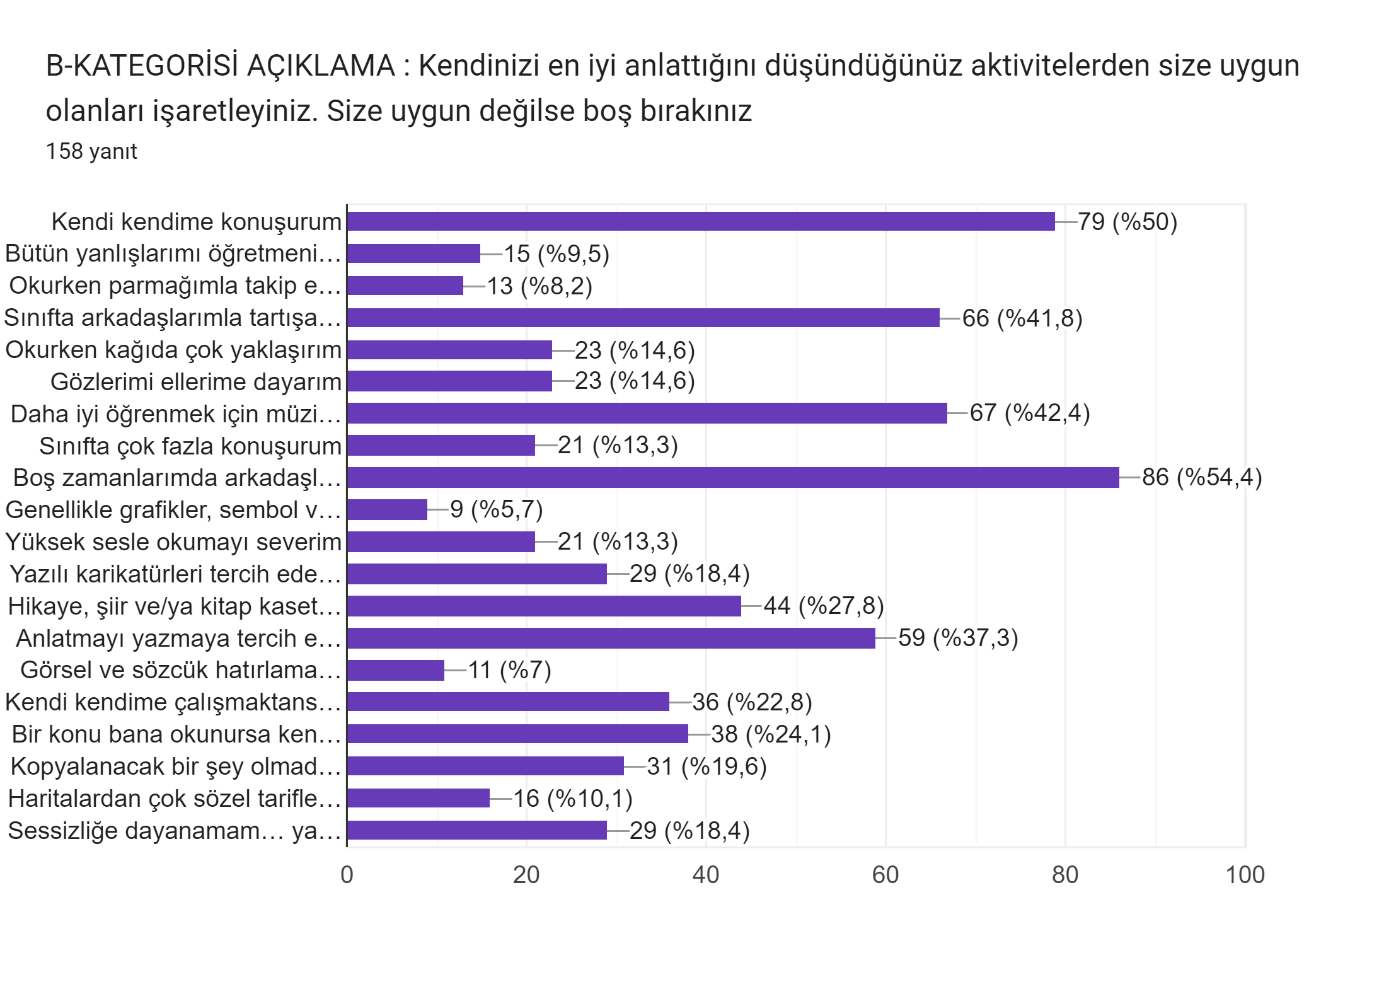 B-KATEGORİSİ AÇIKLAMA : Kendinizi en iyi anlattığını düşündüğünüz aktivitelerden size uygun
olanları işaretleyiniz. Size uygun değilse boş bırakınız
158 yanıt
Kendi kendime konuşurum 79 (%50)
Bütün yanlışlarımı öğretmeni… 15 (%9,5)
Okurken parmağımla takip e… 13 (%8,2)
Sınıfta arkadaşlarımla tartışa… 66 (%41,8)
Okurken kağıda çok yaklaşırım 23 (%14,6)
Gözlerimi ellerime dayarım 23 (%14,6)
Daha iyi öğrenmek için müzi… 67 (%42,4)
Sınıfta çok fazla konuşurum 21 (%13,3)
Boş zamanlarımda arkadaşl… 86 (%54,4)
Genellikle grafikler, sembol v… 9 (%5,7)
Yüksek sesle okumayı severim 21 (%13,3)
Yazılı karikatürleri tercih ede… 29 (%18,4)
Hikaye, şiir ve/ya kitap kaset… 44 (%27,8)
Anlatmayı yazmaya tercih e… 59 (%37,3)
Görsel ve sözcük hatırlama… 11 (%7)
Kendi kendime çalışmaktans… 36 (%22,8)
Bir konu bana okunursa ken… 38 (%24,1)
Kopyalanacak bir şey olmad… 31 (%19,6)
Haritalardan çok sözel tarifle… 16 (%10,1)
Sessizliğe dayanamam… ya… 29 (%18,4)
0 20 40 60 80 100